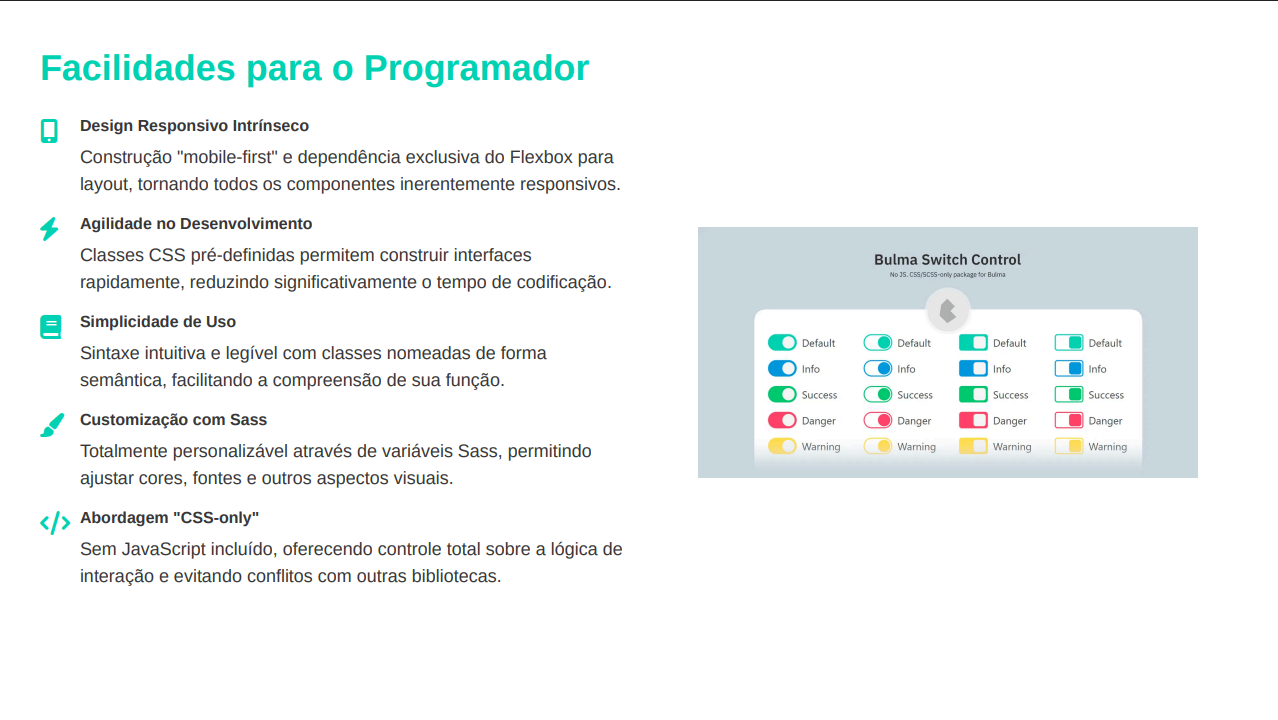 Facilidades para o Programador
Design Responsivo Intrínseco
Construção "mobile-first" e dependência exclusiva do Flexbox para
layout, tornando todos os componentes inerentemente responsivos.
Agilidade no Desenvolvimento
Classes CSS pré-definidas permitem construir interfaces
rapidamente, reduzindo significativamente o tempo de codificação.
Simplicidade de Uso
Sintaxe intuitiva e legível com classes nomeadas de forma
semântica, facilitando a compreensão de sua função.
Customização com Sass
Totalmente personalizável através de variáveis Sass, permitindo
ajustar cores, fontes e outros aspectos visuais.
Abordagem "CSS-only"
Sem JavaScript incluído, oferecendo controle total sobre a lógica de
interação e evitando conflitos com outras bibliotecas.
Bulma Switch Control
No JS. CSS/SCSS-only package for Bulma
Default Default Default Default
Info Info Info Info
Success Success Success Success
Danger Danger Danger Danger
Warning Warning Warning Warning